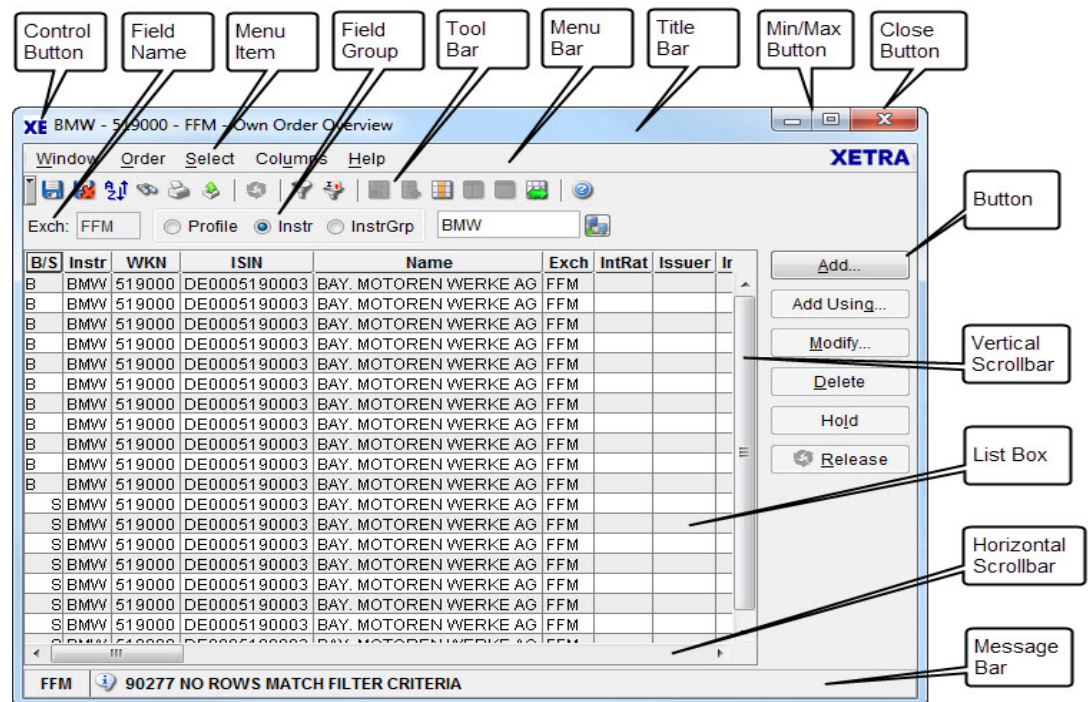 Control Button
Field Name
Menu Item
Field Group
Tool Bar
Menu Bar
Title Bar
Min/Max Button
Close Button
XE BMW - 519000 - FFM - Own Order Overview
Window Order Select Columns Help XETRA
Exch: FFM Profile Instr InstrGrp BMW
B/S Instr WKN ISIN Name Exch IntRat Issuer Ir
B BMW 519000 DE0005190003 BAY. MOTOREN WERKE AG FFM
B BMW 519000 DE0005190003 BAY. MOTOREN WERKE AG FFM
B BMW 519000 DE0005190003 BAY. MOTOREN WERKE AG FFM
B BMW 519000 DE0005190003 BAY. MOTOREN WERKE AG FFM
B BMW 519000 DE0005190003 BAY. MOTOREN WERKE AG FFM
B BMW 519000 DE0005190003 BAY. MOTOREN WERKE AG FFM
B BMW 519000 DE0005190003 BAY. MOTOREN WERKE AG FFM
B BMW 519000 DE0005190003 BAY. MOTOREN WERKE AG FFM
B BMW 519000 DE0005190003 BAY. MOTOREN WERKE AG FFM
B BMW 519000 DE0005190003 BAY. MOTOREN WERKE AG FFM
B BMW 519000 DE0005190003 BAY. MOTOREN WERKE AG FFM
S BMW 519000 DE0005190003 BAY. MOTOREN WERKE AG FFM
S BMW 519000 DE0005190003 BAY. MOTOREN WERKE AG FFM
S BMW 519000 DE0005190003 BAY. MOTOREN WERKE AG FFM
S BMW 519000 DE0005190003 BAY. MOTOREN WERKE AG FFM
S BMW 519000 DE0005190003 BAY. MOTOREN WERKE AG FFM
S BMW 519000 DE0005190003 BAY. MOTOREN WERKE AG FFM
S BMW 519000 DE0005190003 BAY. MOTOREN WERKE AG FFM
Add...
Add Using...
Modify...
Delete
Hold
Release
FFM 90277 NO ROWS MATCH FILTER CRITERIA
Button
Vertical Scrollbar
List Box
Horizontal Scrollbar
Message Bar